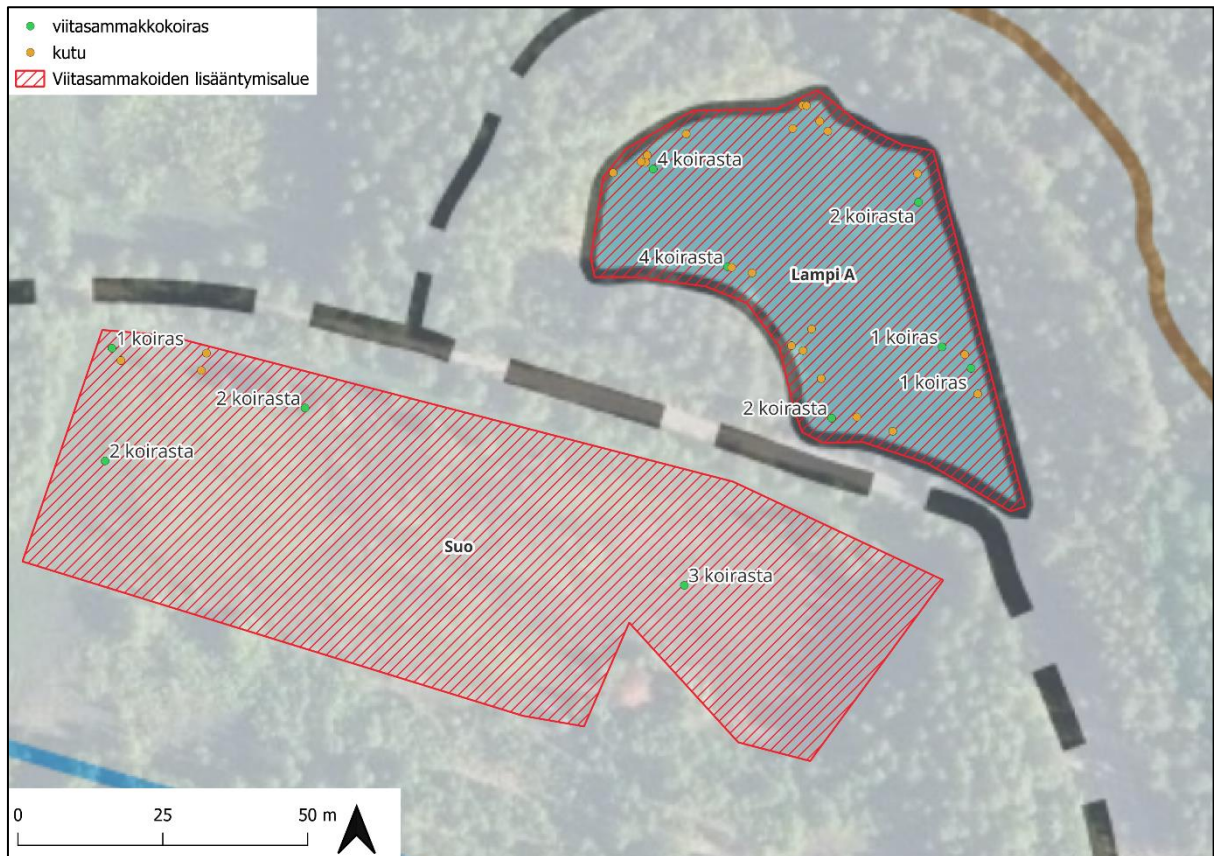 viitasammakkokoiras
kutu
Viitasammakoiden lisääntymisalue
4 koirasta
2 koirasta
4 koirasta
Lampi A
1 koiras
1 koiras
2 koirasta
1 koiras
2 koirasta
2 koirasta
Suo
3 koirasta
0 25 50 m